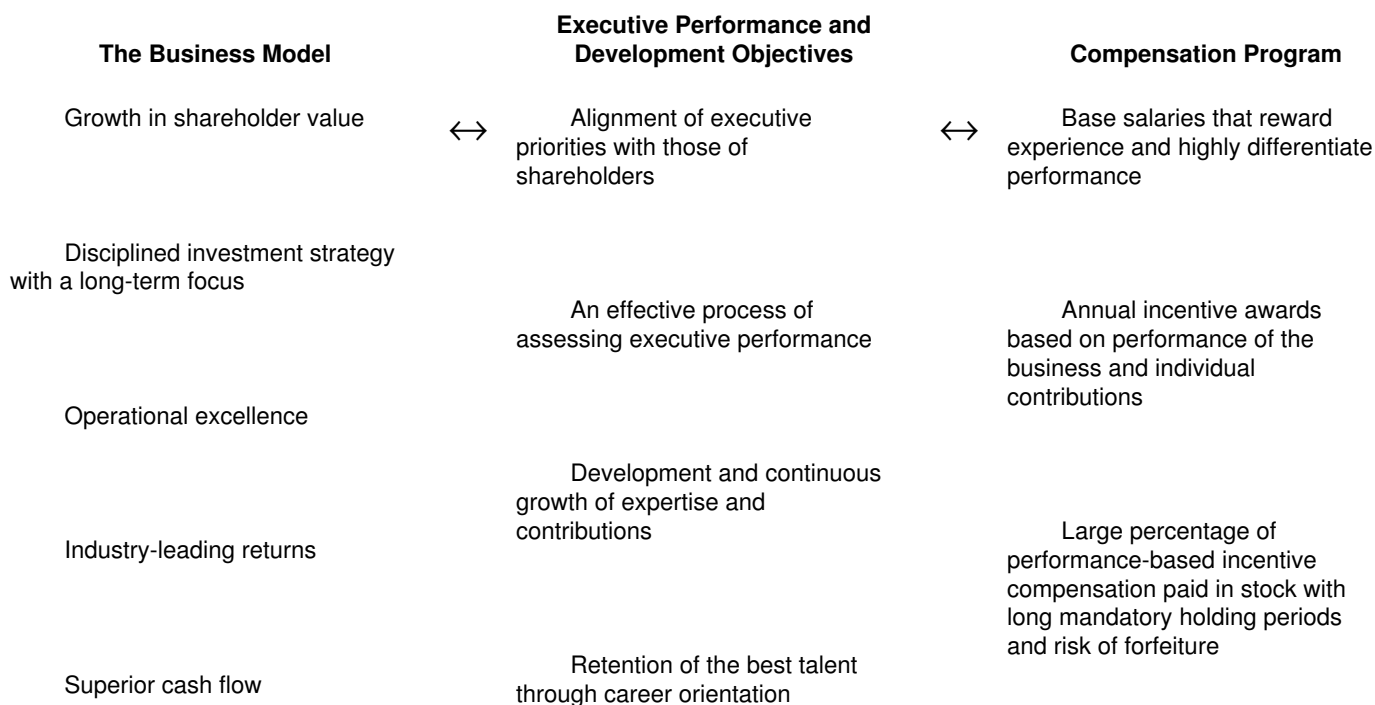 The Business Model
Executive Performance and
Development Objectives
Compensation Program
Growth in shareholder value
↔
Alignment of executive
priorities with those of
shareholders
↔
Base salaries that reward
experience and highly differentiate
performance
Disciplined investment strategy
with a long-term focus
An effective process of
assessing executive performance
Annual incentive awards
based on performance of the
business and individual
contributions
Operational excellence
Development and continuous
growth of expertise and
contributions
Industry-leading returns
Large percentage of
performance-based incentive
compensation paid in stock with
long mandatory holding periods
and risk of forfeiture
Superior cash flow
Retention of the best talent
through career orientation